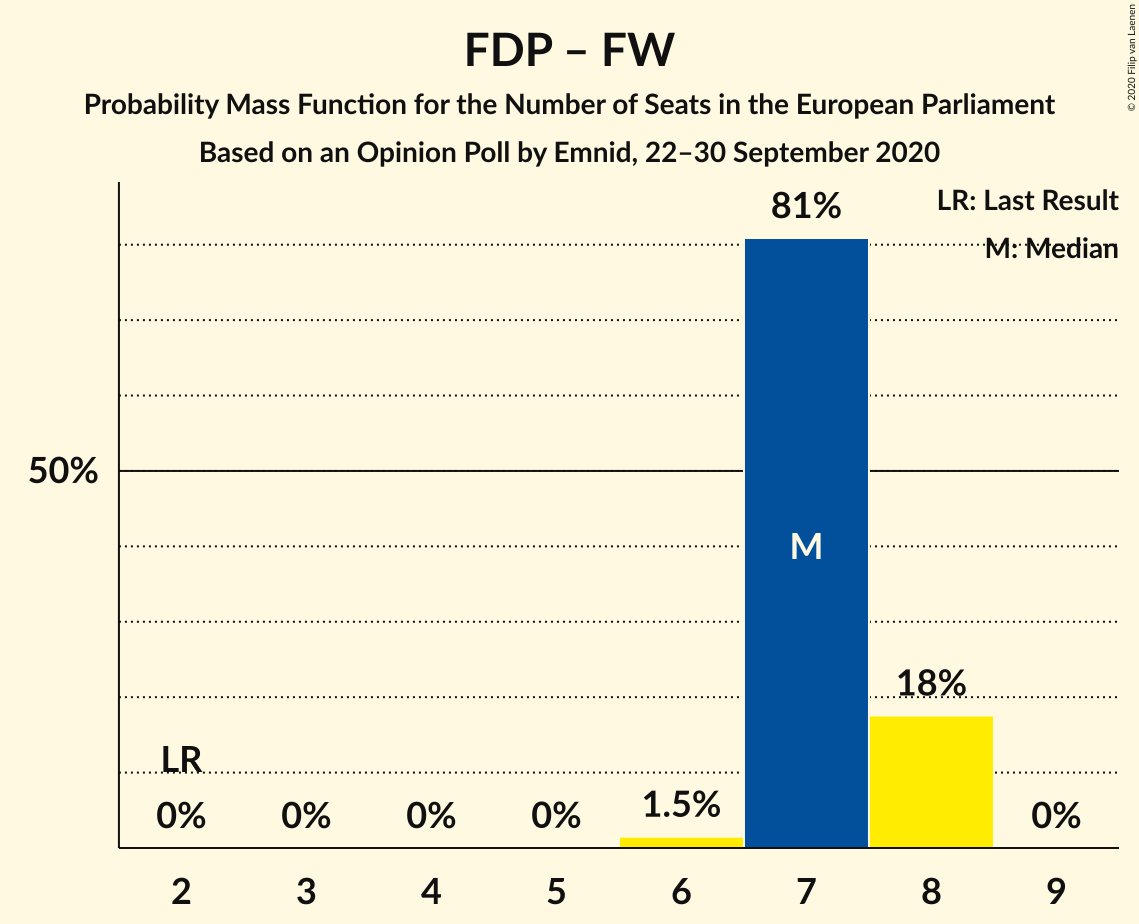 FDP – FW
Probability Mass Function for the Number of Seats in the European Parliament
Based on an Opinion Poll by Emnid, 22–30 September 2020
© 2020 Filip van Laenen
LR: Last Result
M: Median
81%
50%
M
18%
LR
0%
0%
0%
0%
1.5%
0%
2
3
4
5
6
7
8
9